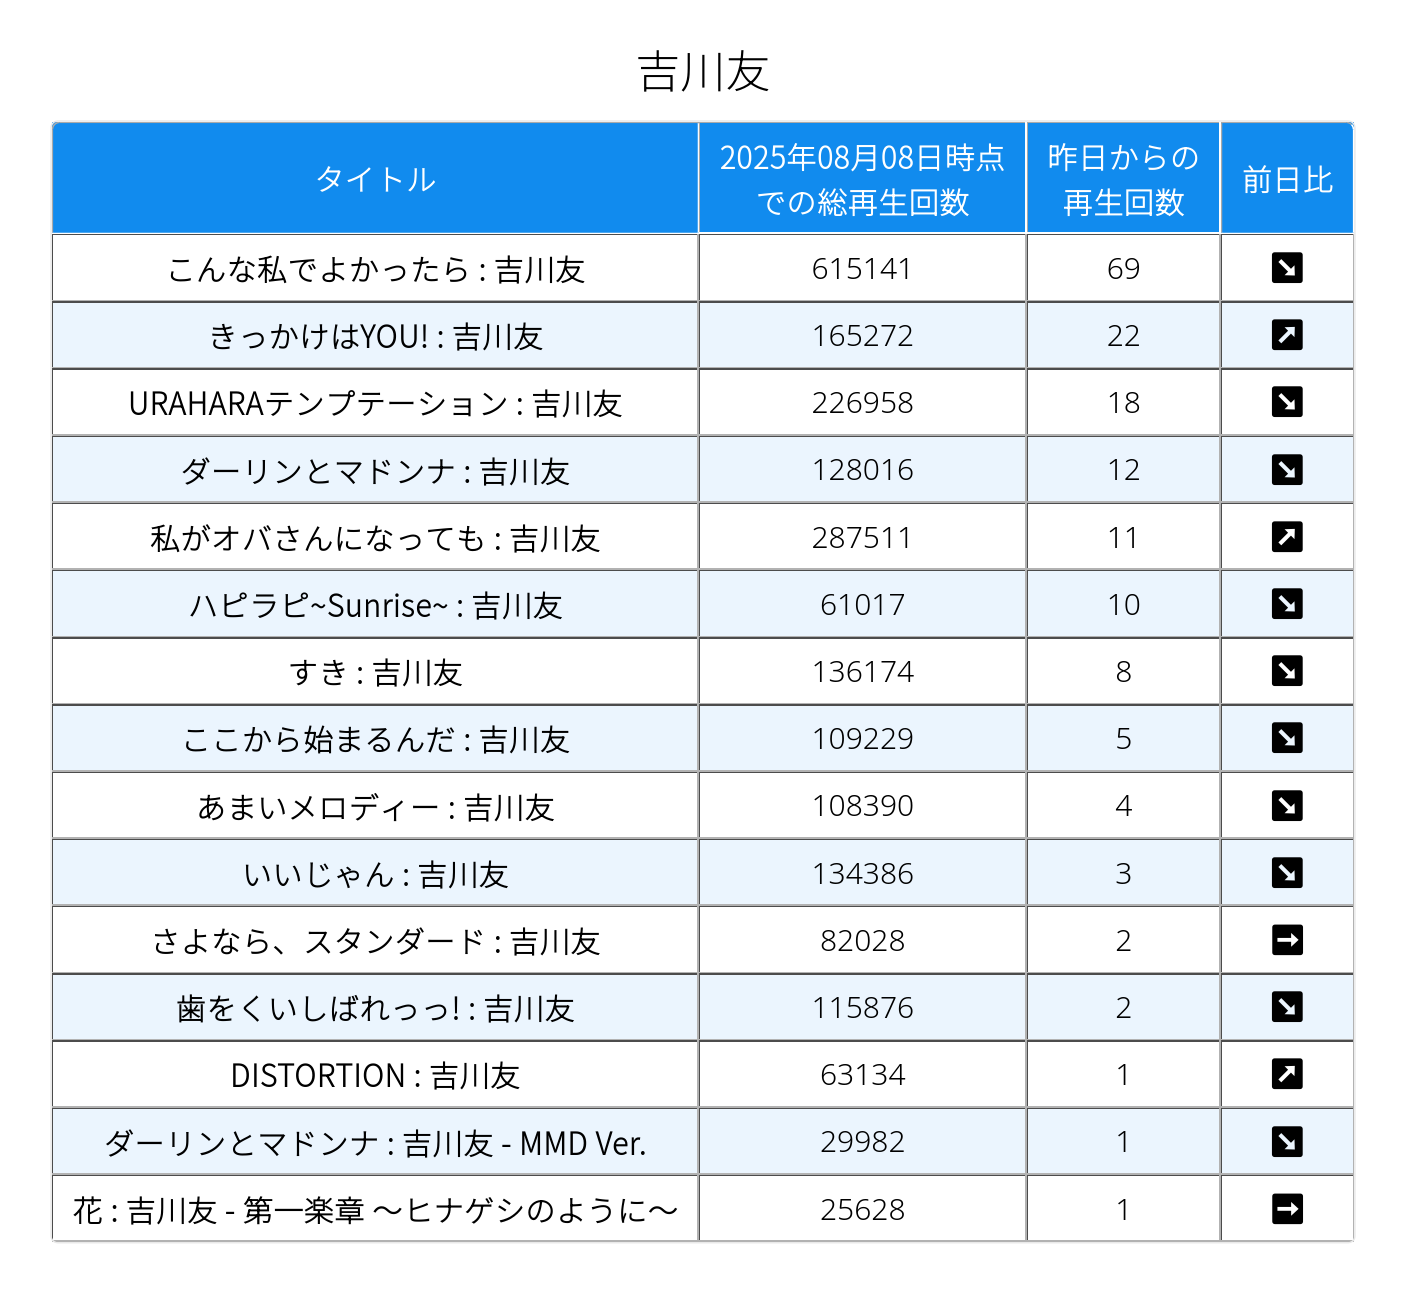 吉川友
タイトル 2025年08月08日時点での総再生回数 昨日からの再生回数 前日比
こんな私でよかったら : 吉川友 615141 69 ↘
きっかけはYOU! : 吉川友 165272 22 ↗
URAHARAテンプテーション : 吉川友 226958 18 ↘
ダーリンとマドンナ : 吉川友 128016 12 ↘
私がオバさんになっても : 吉川友 287511 11 ↗
ハピラピ~Sunrise~ : 吉川友 61017 10 ↘
すき : 吉川友 136174 8 ↘
ここから始まるんだ : 吉川友 109229 5 ↘
あまいメロディー : 吉川友 108390 4 ↘
いいじゃん : 吉川友 134386 3 ↘
さよなら、スタンダード : 吉川友 82028 2 →
歯をくいしばれっっ! : 吉川友 115876 2 ↘
DISTORTION : 吉川友 63134 1 ↗
ダーリンとマドンナ : 吉川友 - MMD Ver. 29982 1 ↘
花 : 吉川友 - 第一楽章 ～ヒナゲシのように～ 25628 1 →